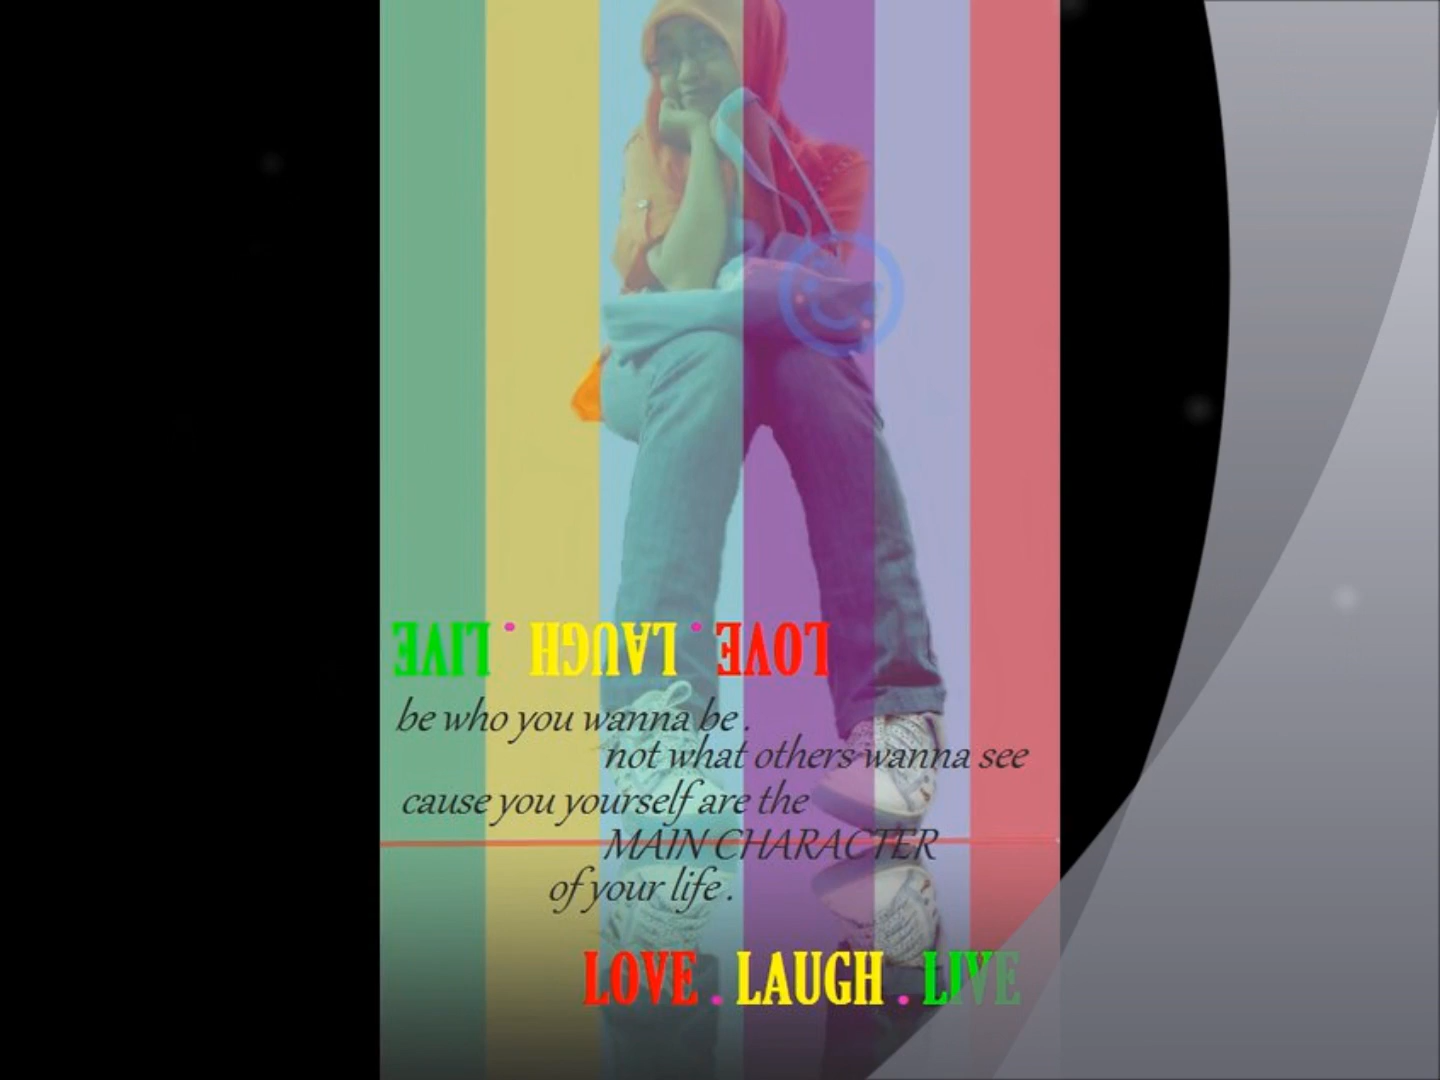 LOVE . LAUGH . LIVE
be who you wanna be .
not what others wanna see
cause you yourself are the
MAIN CHARACTER
of your life .
LOVE . LAUGH . LIVE